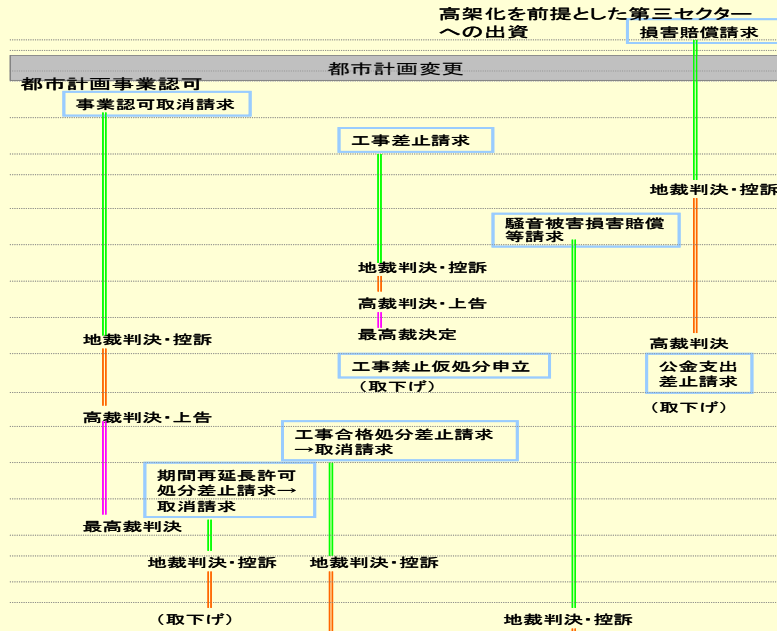 高架化を前提とした第三セクター
への出資
損害賠償請求
都市計画変更
都市計画事業認可
事業認可取消請求
工事差止請求
地裁判決・控訴
騒音被害損害賠償
等請求
地裁判決・控訴
高裁判決・上告
最高裁決定
地裁判決・控訴
高裁判決
工事禁止仮処分申立
(取下げ)
公金支出
差止請求
(取下げ)
高裁判決・上告
工事合格処分差止請求
→取消請求
期間再延長許可
処分差止請求→
取消請求
最高裁判決
地裁判決・控訴
地裁判決・控訴
(取下げ)
地裁判決・控訴